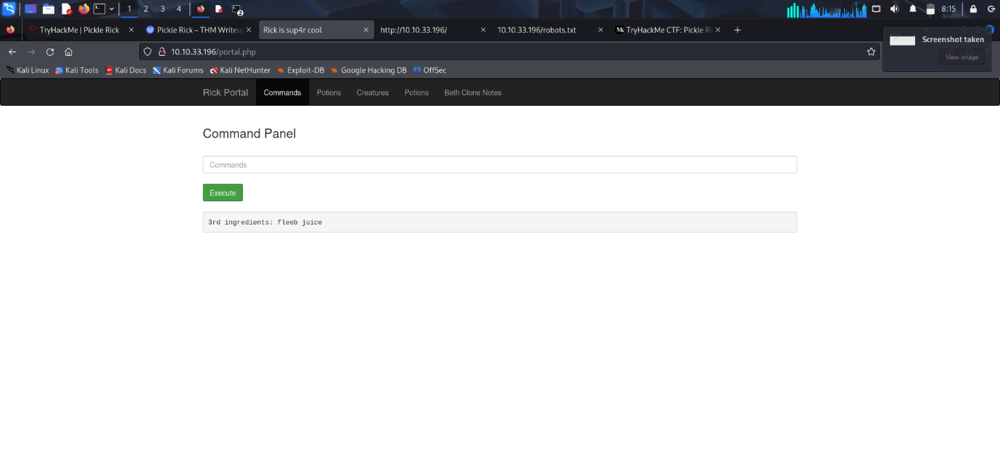 1 2 3 4 2 8:15
TryHackMe | Pickle Rick × Pickle Rick – THM Writeup × Rick is sup4r cool × http://10.10.33.196/ × 10.10.33.196/robots.txt × TryHackMe CTF: Pickle Ri × +
Screenshot taken
View image
10.10.33.196/portal.php
Kali Linux Kali Tools Kali Docs Kali Forums Kali NetHunter Exploit-DB Google Hacking DB OffSec
Rick Portal Commands Potions Creatures Potions Beth Clone Notes
Command Panel
Commands
Execute
3rd ingredients: fleeb juice